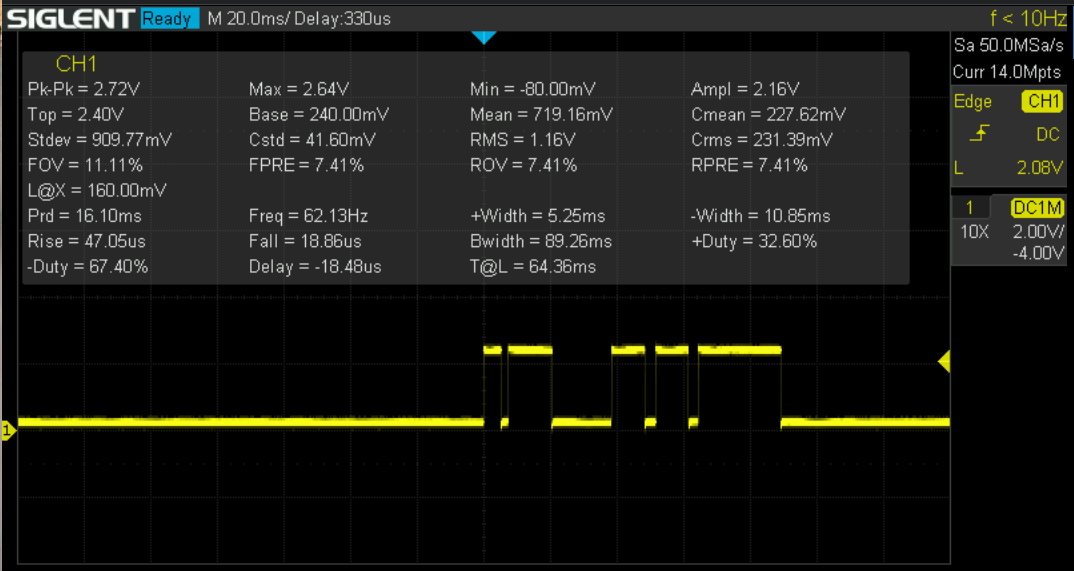 SIGLENT Ready M 20.0ms/ Delay:330us f < 10Hz
Sa 50.0MSa/s
Curr 14.0Mpts
Edge CH1
DC
L 2.08V
1 DC1M
10X 2.00V/
-4.00V
CH1
Pk-Pk = 2.72V Max = 2.64V Min = -80.00mV Ampl = 2.16V
Top = 2.40V Base = 240.00mV Mean = 719.16mV Cmean = 227.62mV
Stdev = 909.77mV Cstd = 41.60mV RMS = 1.16V Crms = 231.39mV
FOV = 11.11% FPRE = 7.41% ROV = 7.41% RPRE = 7.41%
L@X = 160.00mV
Prd = 16.10ms Freq = 62.13Hz +Width = 5.25ms -Width = 10.85ms
Rise = 47.05us Fall = 18.86us Bwidth = 89.26ms +Duty = 32.60%
-Duty = 67.40% Delay = -18.48us T@L = 64.36ms
1